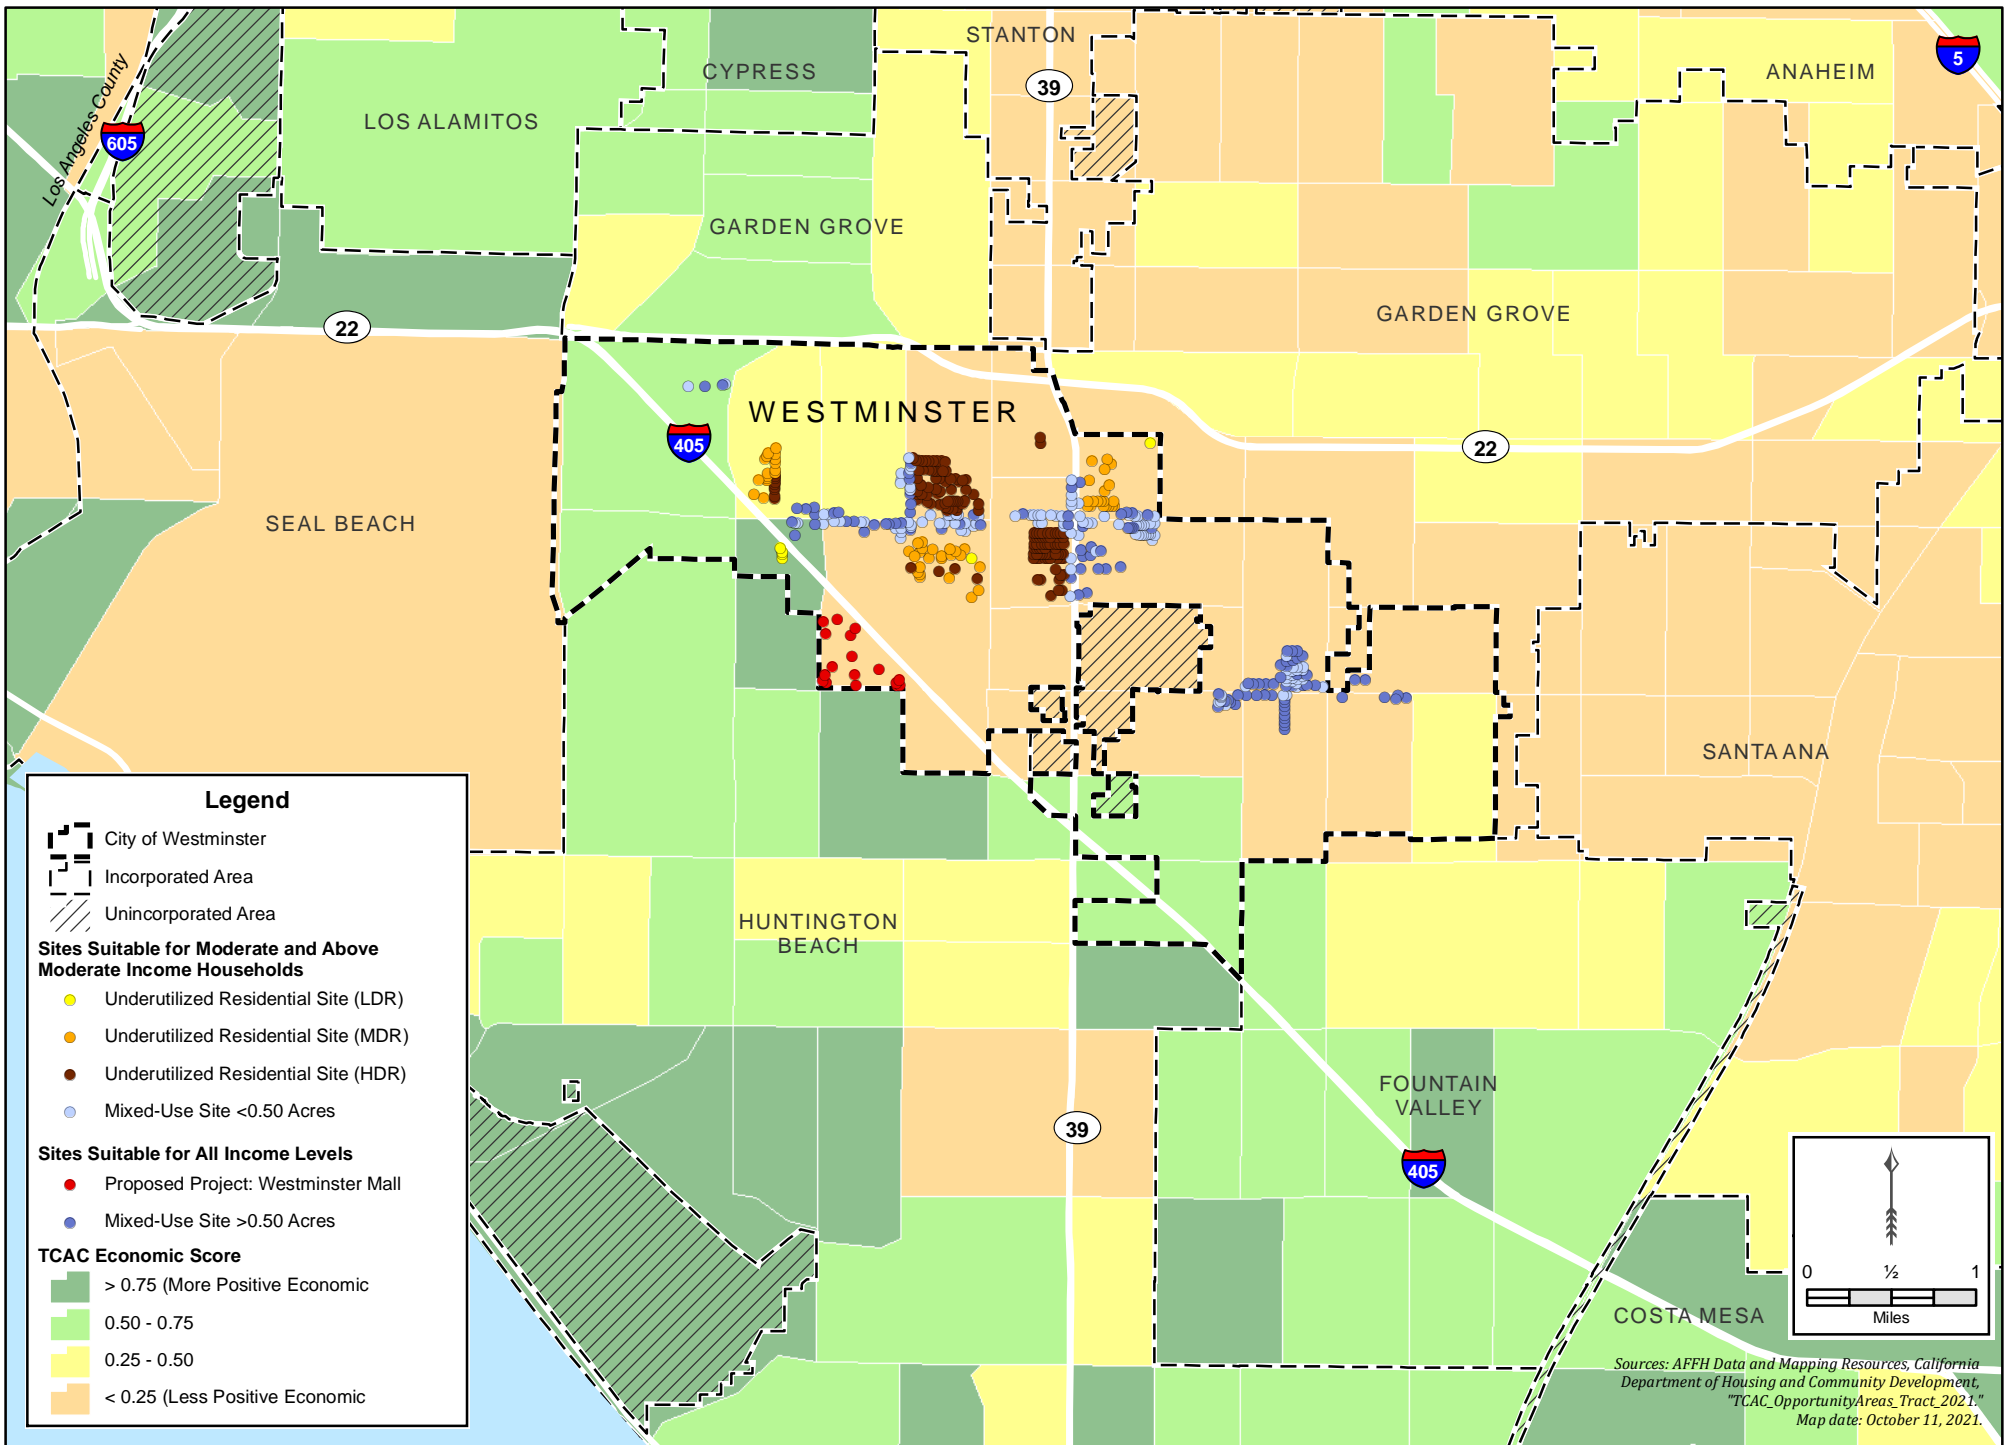 STANTON
CYPRESS
39
ANAHEIM
5
Los Angeles County
605
LOS ALAMITOS
GARDEN GROVE
GARDEN GROVE
22
WESTMINSTER
405
22
SEAL BEACH
SANTA ANA
HUNTINGTON
BEACH
FOUNTAIN
VALLEY
39
405
COSTA MESA
Legend
City of Westminster
Incorporated Area
Unincorporated Area
Sites Suitable for Moderate and Above
Moderate Income Households
Underutilized Residential Site (LDR)
Underutilized Residential Site (MDR)
Underutilized Residential Site (HDR)
Mixed-Use Site <0.50 Acres
Sites Suitable for All Income Levels
Proposed Project: Westminster Mall
Mixed-Use Site >0.50 Acres
TCAC Economic Score
> 0.75 (More Positive Economic
0.50 - 0.75
0.25 - 0.50
< 0.25 (Less Positive Economic
0 ½ 1
Miles
Sources: AFFH Data and Mapping Resources, California
Department of Housing and Community Development,
"TCAC_OpportunityAreas_Tract_2021."
Map date: October 11, 2021.